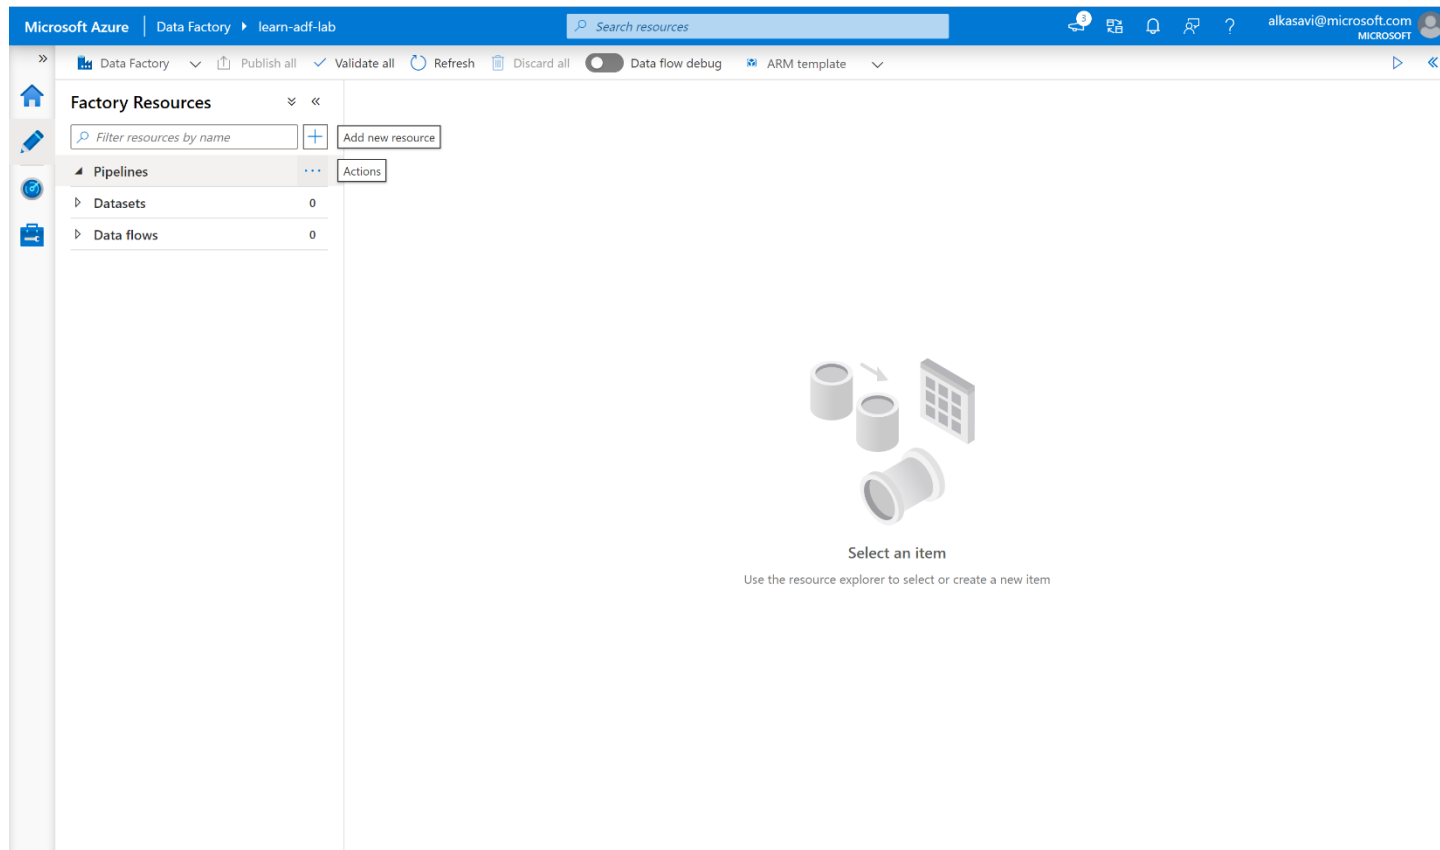 Microsoft Azure Data Factory learn-adf-lab Search resources 3 ? alkasavi@microsoft.com
MICROSOFT
Data Factory Publish all Validate all Refresh Discard all Data flow debug ARM template
Factory Resources
Filter resources by name Add new resource
Pipelines Actions
Datasets 0
Data flows 0
Select an item
Use the resource explorer to select or create a new item